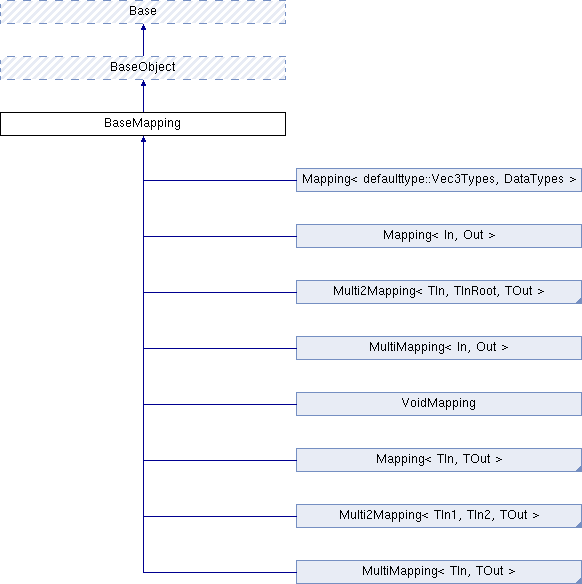 Base
BaseObject
BaseMapping
Mapping< defaulttype::Vec3Types, DataTypes >
Mapping< In, Out >
Multi2Mapping< TIn, TInRoot, TOut >
MultiMapping< In, Out >
VoidMapping
Mapping< TIn, TOut >
Multi2Mapping< TIn1, TIn2, TOut >
MultiMapping< TIn, TOut >